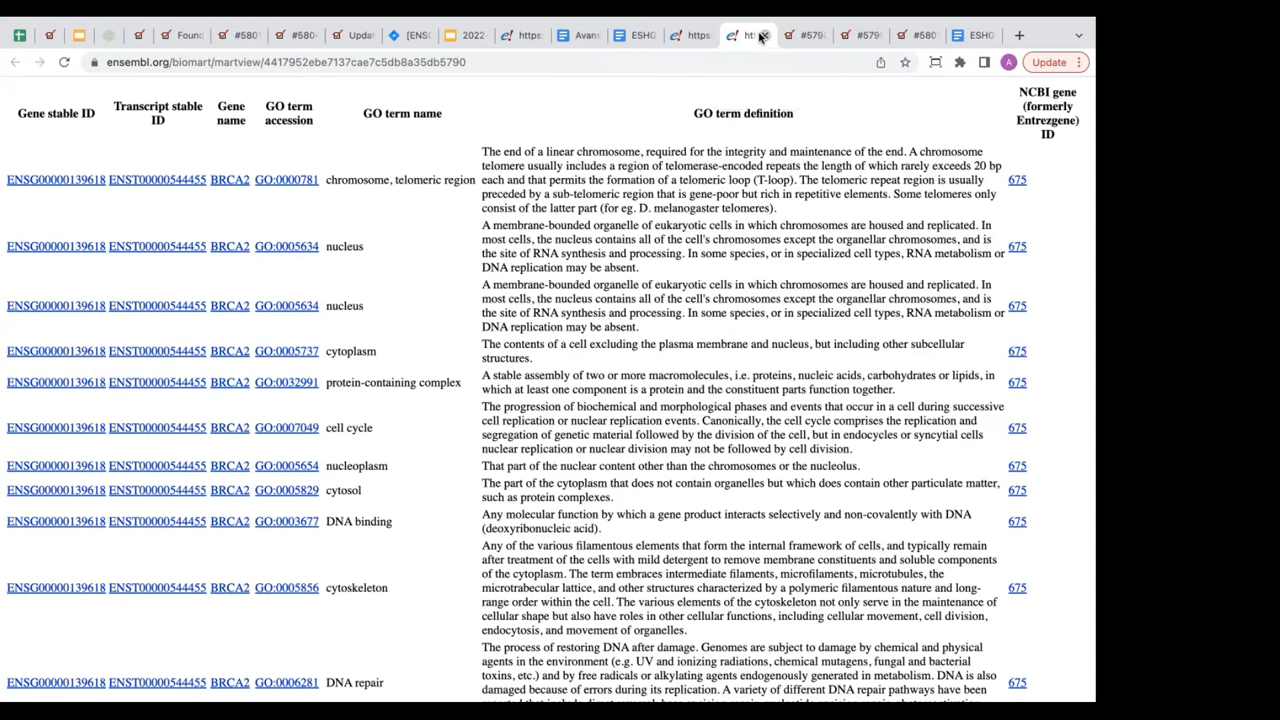 Found
#580
#580
Updat
[ENS
2022-
https:
Avan
ESHG
https:
htt
#579
#579
#580
ESHG
ensembl.org/biomart/martview/4417952ebe7137cae7c5db8a35db5790
A
Update
Gene stable ID
Transcript stable
ID
Gene
name
GO term
accession
GO term name
GO term definition
NCBI gene
(formerly
Entrezgene)
ID
ENSG00000139618 ENST00000544455 BRCA2 GO:0000781 chromosome, telomeric region
The end of a linear chromosome, required for the integrity and maintenance of the end. A chromosome
telomere usually includes a region of telomerase-encoded repeats the length of which rarely exceeds 20 bp
each and that permits the formation of a telomeric loop (T-loop). The telomeric repeat region is usually
preceded by a sub-telomeric region that is gene-poor but rich in repetitive elements. Some telomeres only
consist of the latter part (for eg. D. melanogaster telomeres).
675
ENSG00000139618 ENST00000544455 BRCA2 GO:0005634 nucleus
A membrane-bounded organelle of eukaryotic cells in which chromosomes are housed and replicated. In
most cells, the nucleus contains all of the cell's chromosomes except the organellar chromosomes, and is
the site of RNA synthesis and processing. In some species, or in specialized cell types, RNA metabolism or
DNA replication may be absent.
675
ENSG00000139618 ENST00000544455 BRCA2 GO:0005634 nucleus
A membrane-bounded organelle of eukaryotic cells in which chromosomes are housed and replicated. In
most cells, the nucleus contains all of the cell's chromosomes except the organellar chromosomes, and is
the site of RNA synthesis and processing. In some species, or in specialized cell types, RNA metabolism or
DNA replication may be absent.
675
ENSG00000139618 ENST00000544455 BRCA2 GO:0005737 cytoplasm
The contents of a cell excluding the plasma membrane and nucleus, but including other subcellular
structures.
675
ENSG00000139618 ENST00000544455 BRCA2 GO:0032991 protein-containing complex
A stable assembly of two or more macromolecules, i.e. proteins, nucleic acids, carbohydrates or lipids, in
which at least one component is a protein and the constituent parts function together.
675
ENSG00000139618 ENST00000544455 BRCA2 GO:0007049 cell cycle
The progression of biochemical and morphological phases and events that occur in a cell during successive
cell replication or nuclear replication events. Canonically, the cell cycle comprises the replication and
segregation of genetic material followed by the division of the cell, but in endocycles or syncytial cells
nuclear replication or nuclear division may not be followed by cell division.
675
ENSG00000139618 ENST00000544455 BRCA2 GO:0005654 nucleoplasm
That part of the nuclear content other than the chromosomes or the nucleolus.
675
ENSG00000139618 ENST00000544455 BRCA2 GO:0005829 cytosol
The part of the cytoplasm that does not contain organelles but which does contain other particulate matter,
such as protein complexes.
675
ENSG00000139618 ENST00000544455 BRCA2 GO:0003677 DNA binding
Any molecular function by which a gene product interacts selectively and non-covalently with DNA
(deoxyribonucleic acid).
675
ENSG00000139618 ENST00000544455 BRCA2 GO:0005856 cytoskeleton
Any of the various filamentous elements that form the internal framework of cells, and typically remain
after treatment of the cells with mild detergent to remove membrane constituents and soluble components
of the cytoplasm. The term embraces intermediate filaments, microfilaments, microtubules, the
microtrabecular lattice, and other structures characterized by a polymeric filamentous nature and long-
range order within the cell. The various elements of the cytoskeleton not only serve in the maintenance of
cellular shape but also have roles in other cellular functions, including cellular movement, cell division,
endocytosis, and movement of organelles.
675
ENSG00000139618 ENST00000544455 BRCA2 GO:0006281 DNA repair
The process of restoring DNA after damage. Genomes are subject to damage by chemical and physical
agents in the environment (e.g. UV and ionizing radiations, chemical mutagens, fungal and bacterial
toxins, etc.) and by free radicals or alkylating agents endogenously generated in metabolism. DNA is also
damaged because of errors during its replication. A variety of different DNA repair pathways have been
675